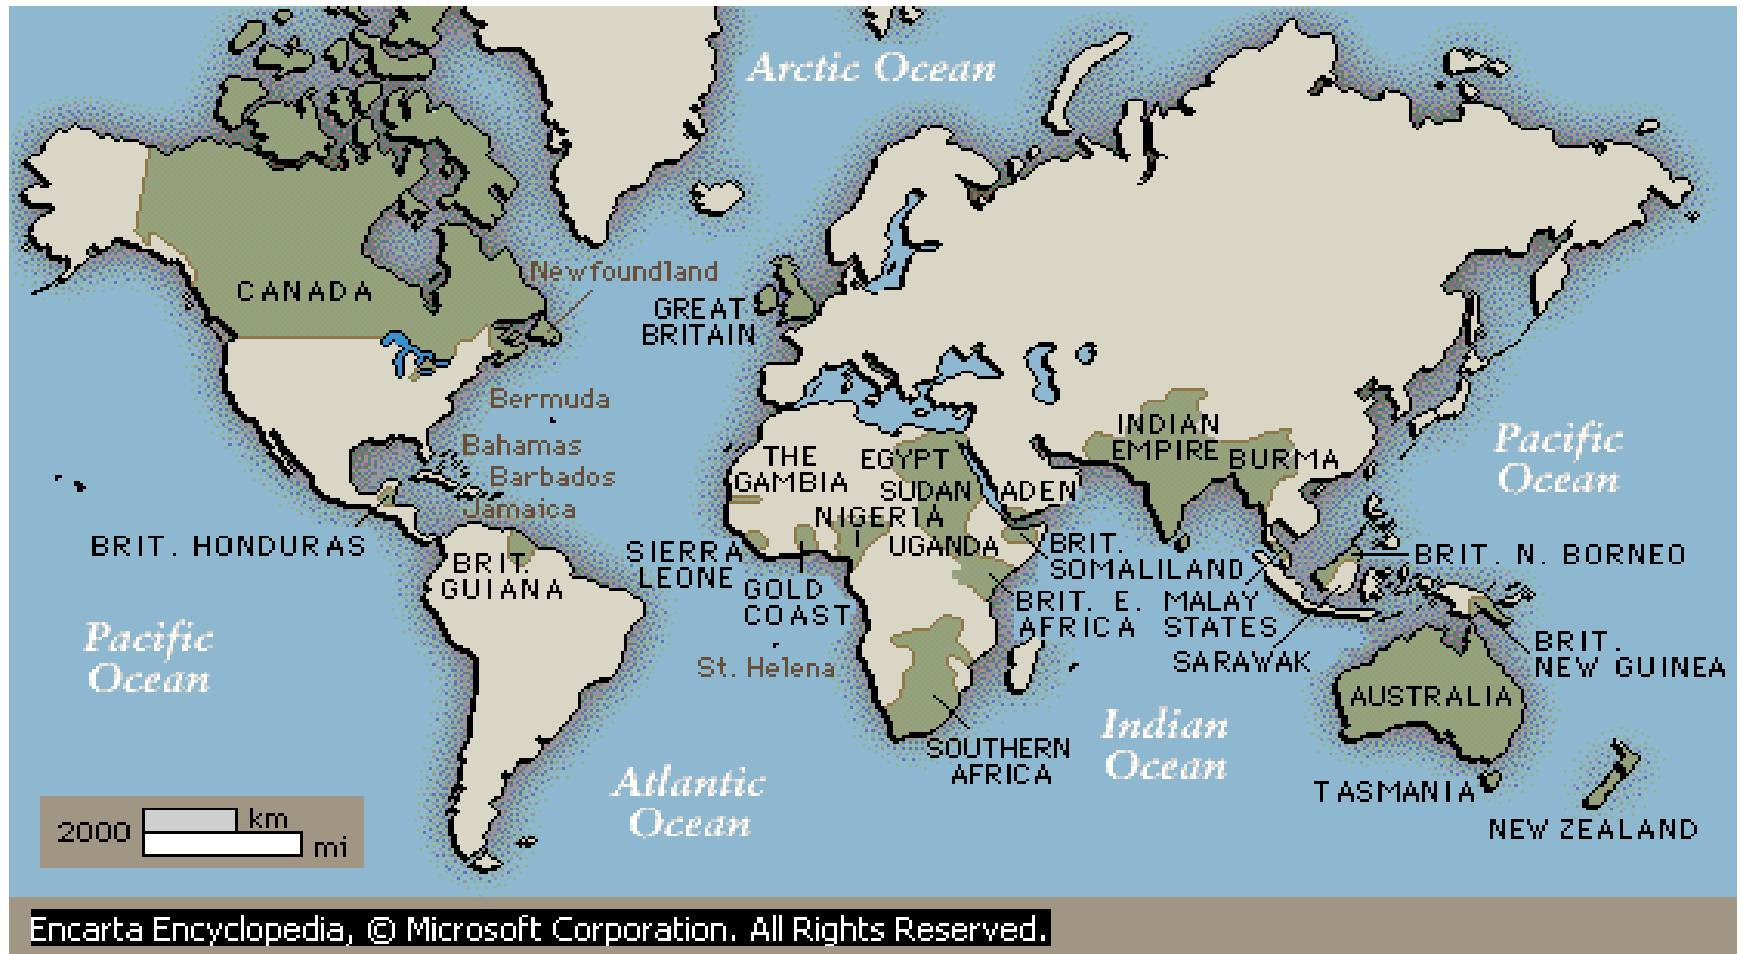 Arctic Ocean
Newfoundland
CANADA
GREAT
BRITAIN
Bermuda
Bahamas
Barbados
Jamaica
THE
GAMBIA
EGYPT
SUDAN
ADEN
NIGERIA
UGANDA
INDIAN
EMPIRE
BURMA
Pacific
Ocean
BRIT. HONDURAS
BRIT.
GUIANA
SIERRA
LEONE
GOLD
COAST
BRIT.
SOMALILAND
BRIT. E.
AFRICA
MALAY
STATES
SARAWAK
BRIT. N. BORNEO
BRIT.
NEW GUINEA
Pacific
Ocean
St. Helena
AUSTRALIA
Indian
Ocean
SOUTHERN
AFRICA
Atlantic
Ocean
TASMANIA
NEW ZEALAND
2000 km
mi
Encarta Encyclopedia, © Microsoft Corporation. All Rights Reserved.